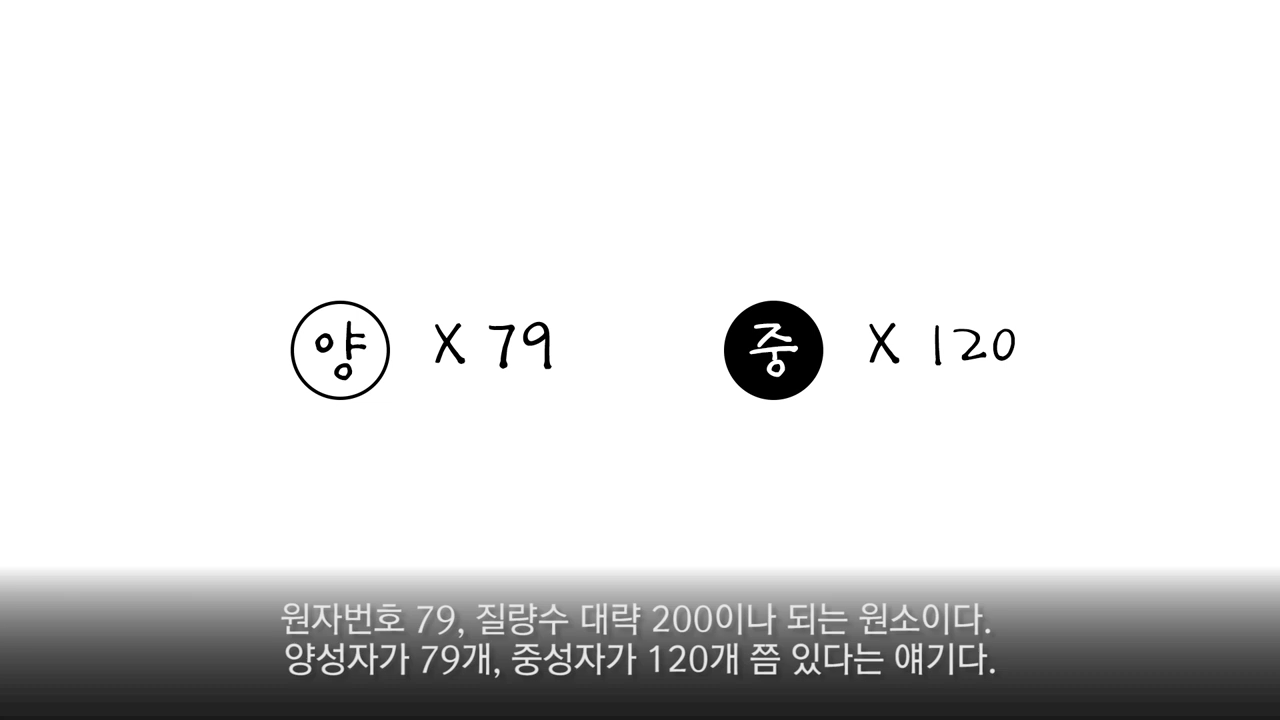 양 X 79 중 X 120
원자번호 79, 질량수 대략 200이나 되는 원소이다.
양성자가 79개, 중성자가 120개 쯤 있다는 얘기다.